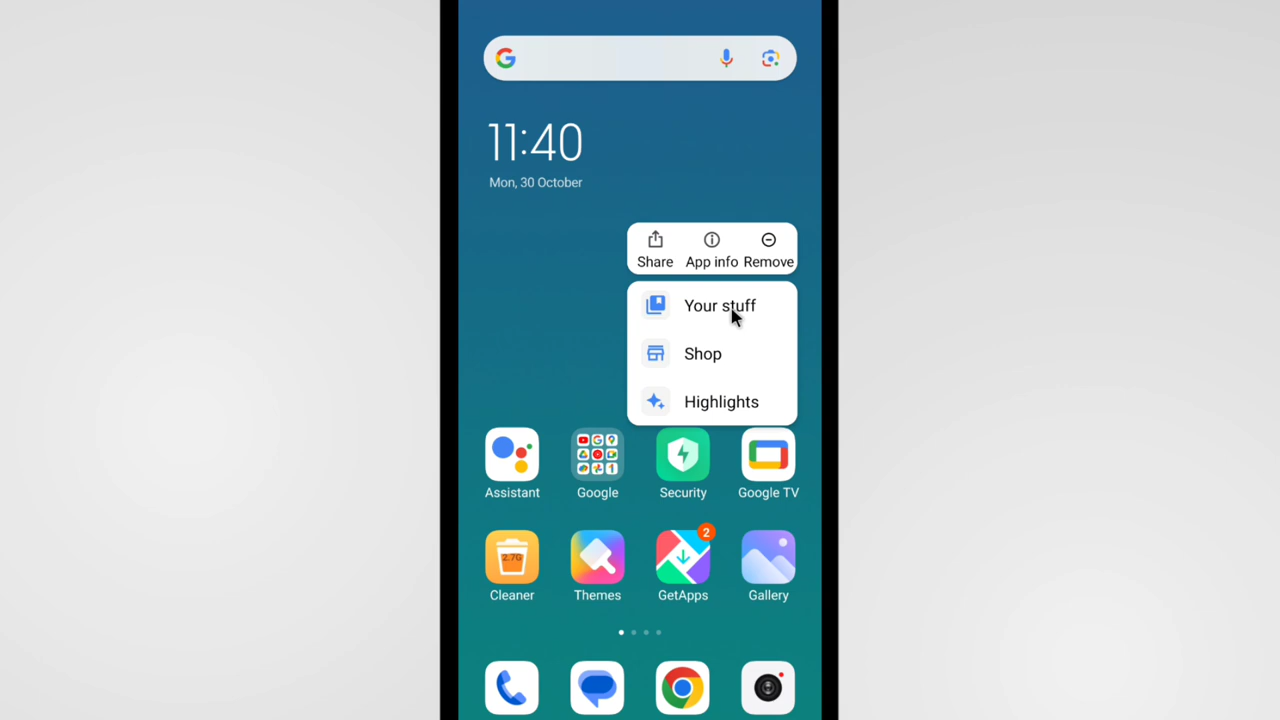 11:40
Mon, 30 October
Share App info Remove
Your stuff
Shop
Highlights
Assistant Google Security Google TV
2
Cleaner Themes GetApps Gallery